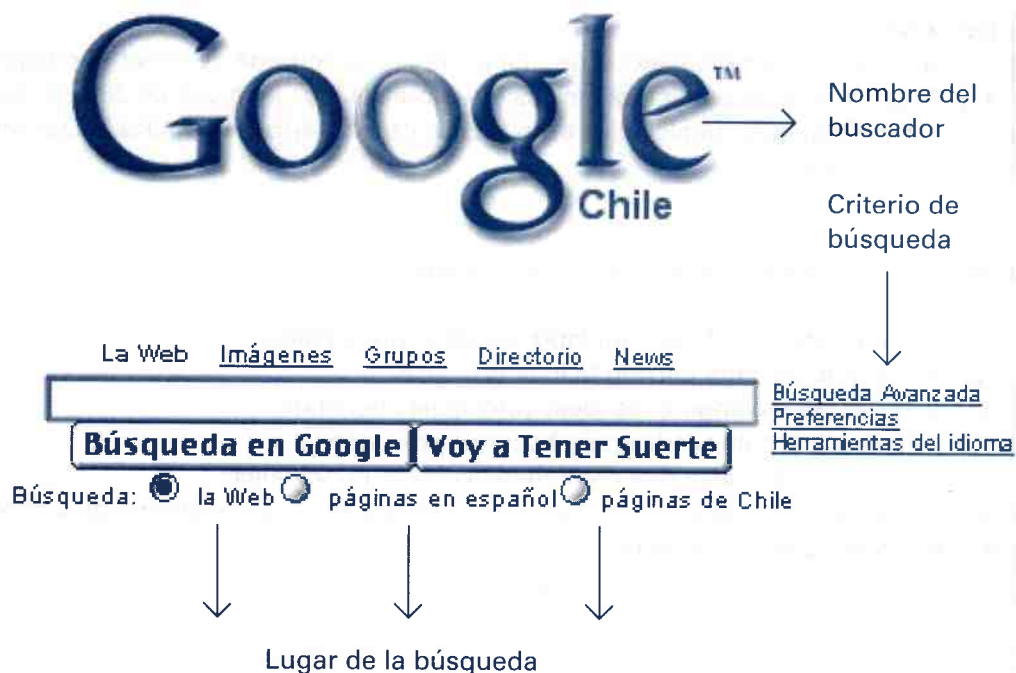 Google™
Chile
Nombre del
buscador
Criterio de
búsqueda
La Web Imágenes Grupos Directorio News
Búsqueda Avanzada
Preferencias
Herramientas del idioma
Búsqueda en Google Voy a Tener Suerte
Búsqueda: la Web páginas en español páginas de Chile
Lugar de la búsqueda